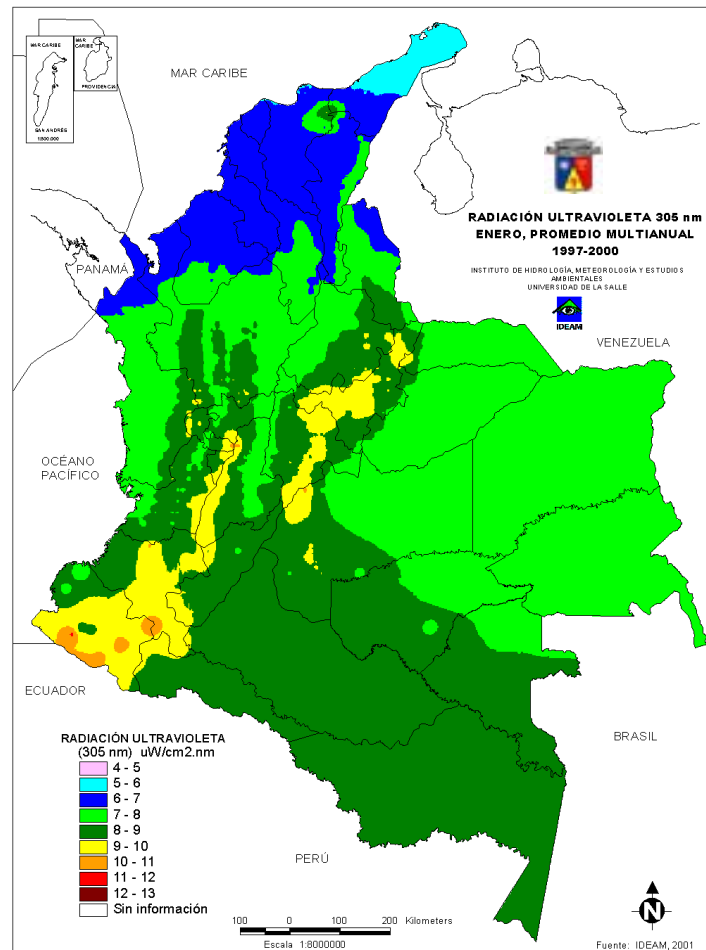 MAR CARIBE
MAR
CARIBE
PROVIDENCIA
SAN ANDRÉS
1:500.000
MAR CARIBE
RADIACIÓN ULTRAVIOLETA 305 nm
ENERO, PROMEDIO MULTIANUAL
1997-2000
INSTITUTO DE HIDROLOGÍA, METEOROLOGÍA Y ESTUDIOS
AMBIENTALES
UNIVERSIDAD DE LA SALLE
IDEAM
PANAMÁ
VENEZUELA
OCÉANO
PACÍFICO
ECUADOR
BRASIL
PERÚ
RADIACIÓN ULTRAVIOLETA
(305 nm) uW/cm2.nm
4 - 5
5 - 6
6 - 7
7 - 8
8 - 9
9 - 10
10 - 11
11 - 12
12 - 13
Sin información
100 0 100 200 Kilometers
Escala 1:8000000
N
Fuente: IDEAM, 2001